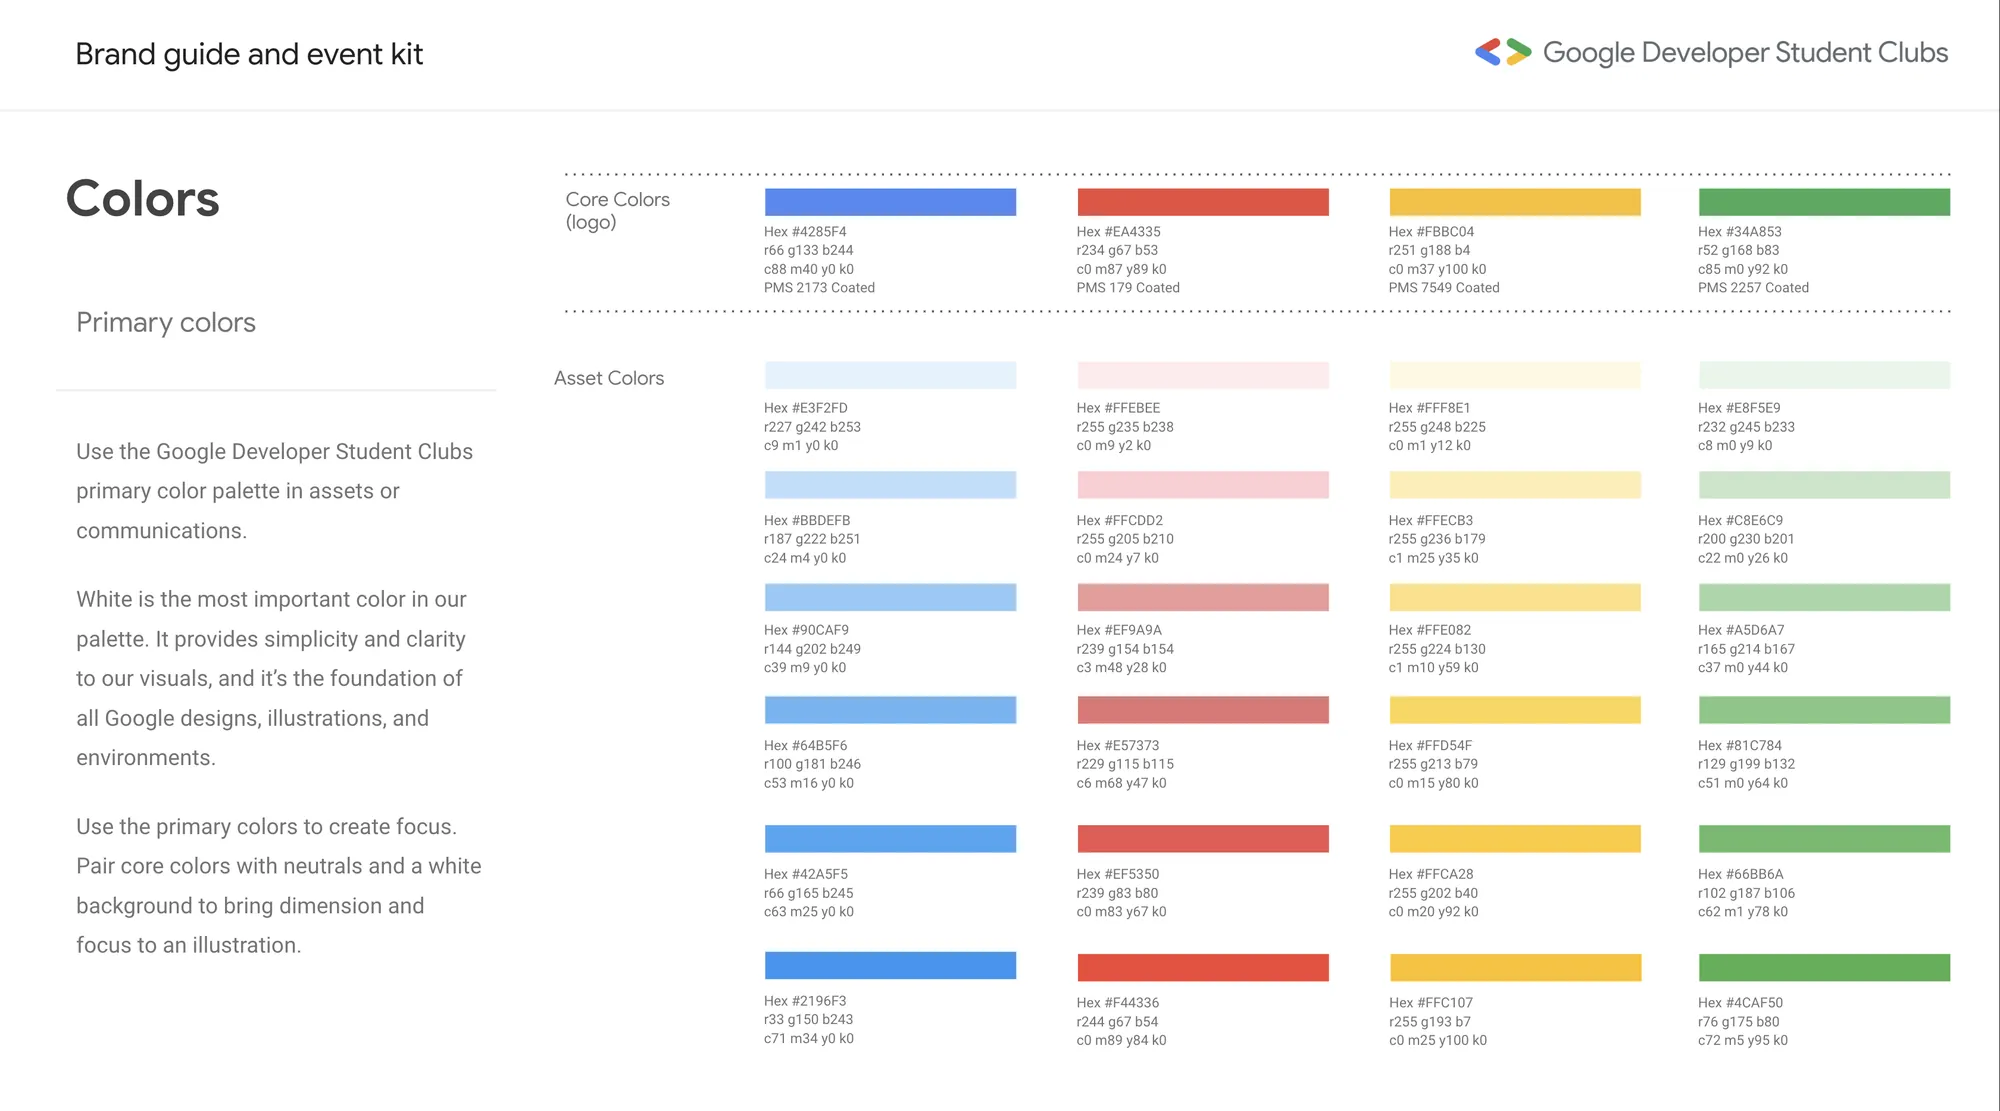 Brand guide and event kit
Google Developer Student Clubs
Colors
Primary colors
Use the Google Developer Student Clubs
primary color palette in assets or
communications.
White is the most important color in our
palette. It provides simplicity and clarity
to our visuals, and it’s the foundation of
all Google designs, illustrations, and
environments.
Use the primary colors to create focus.
Pair core colors with neutrals and a white
background to bring dimension and
focus to an illustration.
Core Colors
(logo)
Hex #4285F4
r66 g133 b244
c88 m40 y0 k0
PMS 2173 Coated
Hex #EA4335
r234 g67 b53
c0 m87 y89 k0
PMS 179 Coated
Hex #FBBC04
r251 g188 b4
c0 m37 y100 k0
PMS 7549 Coated
Hex #34A853
r52 g168 b83
c85 m0 y92 k0
PMS 2257 Coated
Asset Colors
Hex #E3F2FD
r227 g242 b253
c9 m1 y0 k0
Hex #FFEBEE
r255 g235 b238
c0 m9 y2 k0
Hex #FFF8E1
r255 g248 b225
c0 m1 y12 k0
Hex #E8F5E9
r232 g245 b233
c8 m0 y9 k0
Hex #BBDEFB
r187 g222 b251
c24 m4 y0 k0
Hex #FFCDD2
r255 g205 b210
c0 m24 y7 k0
Hex #FFECB3
r255 g236 b179
c1 m25 y35 k0
Hex #C8E6C9
r200 g230 b201
c22 m0 y26 k0
Hex #90CAF9
r144 g202 b249
c39 m9 y0 k0
Hex #EF9A9A
r239 g154 b154
c3 m48 y28 k0
Hex #FFE082
r255 g224 b130
c1 m10 y59 k0
Hex #A5D6A7
r165 g214 b167
c37 m0 y44 k0
Hex #64B5F6
r100 g181 b246
c53 m16 y0 k0
Hex #E57373
r229 g115 b115
c6 m68 y47 k0
Hex #FFD54F
r255 g213 b79
c0 m15 y80 k0
Hex #81C784
r129 g199 b132
c51 m0 y64 k0
Hex #42A5F5
r66 g165 b245
c63 m25 y0 k0
Hex #EF5350
r239 g83 b80
c0 m83 y67 k0
Hex #FFCA28
r255 g202 b40
c0 m20 y92 k0
Hex #66BB6A
r102 g187 b106
c62 m1 y78 k0
Hex #2196F3
r33 g150 b243
c71 m34 y0 k0
Hex #F44336
r244 g67 b54
c0 m89 y84 k0
Hex #FFC107
r255 g193 b7
c0 m25 y100 k0
Hex #4CAF50
r76 g175 b80
c72 m5 y95 k0